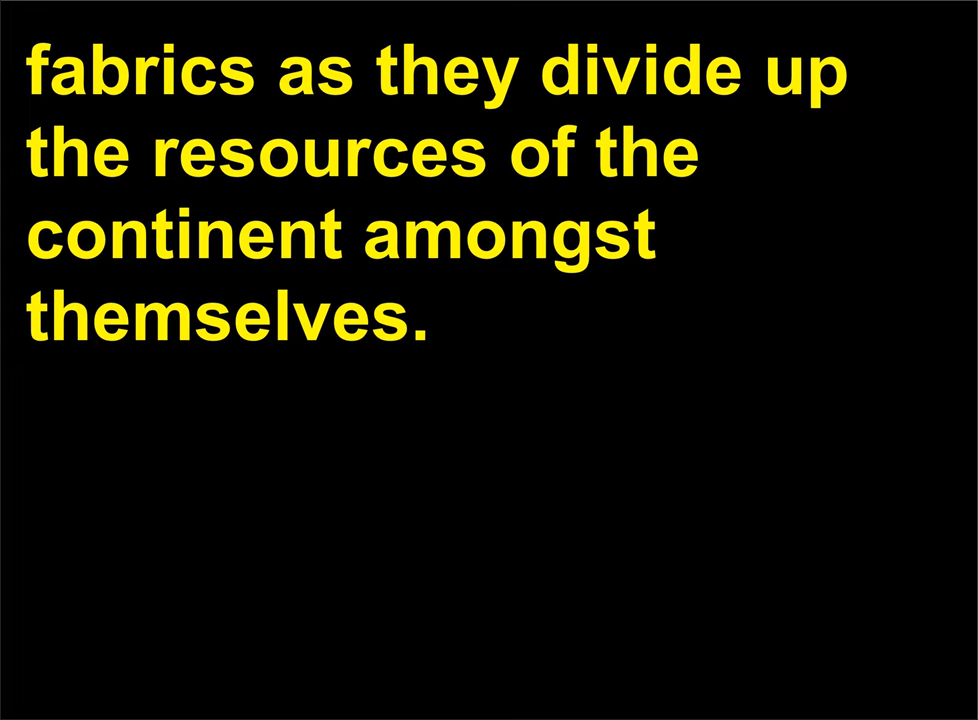 fabrics as they divide up
the resources of the
continent amongst
themselves.